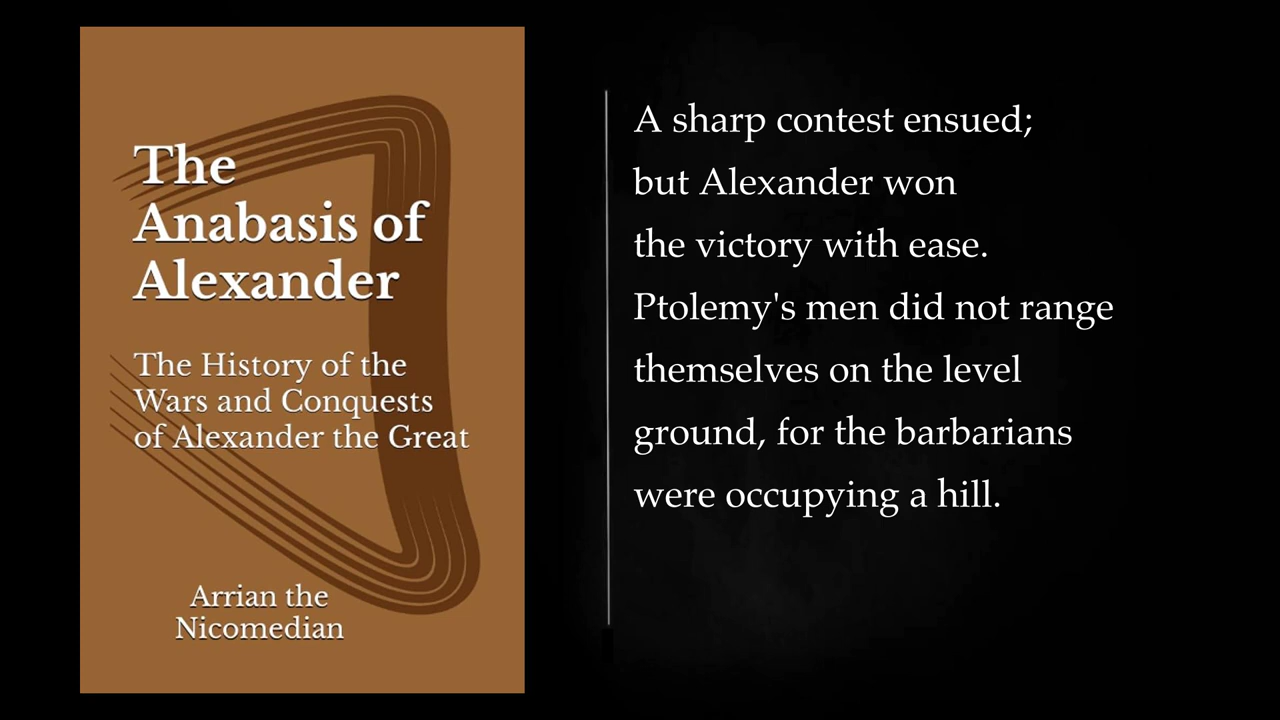 The
Anabasis of
Alexander
The History of the
Wars and Conquests
of Alexander the Great
Arrian the
Nicomedian
A sharp contest ensued;
but Alexander won
the victory with ease.
Ptolemy's men did not range
themselves on the level
ground, for the barbarians
were occupying a hill.